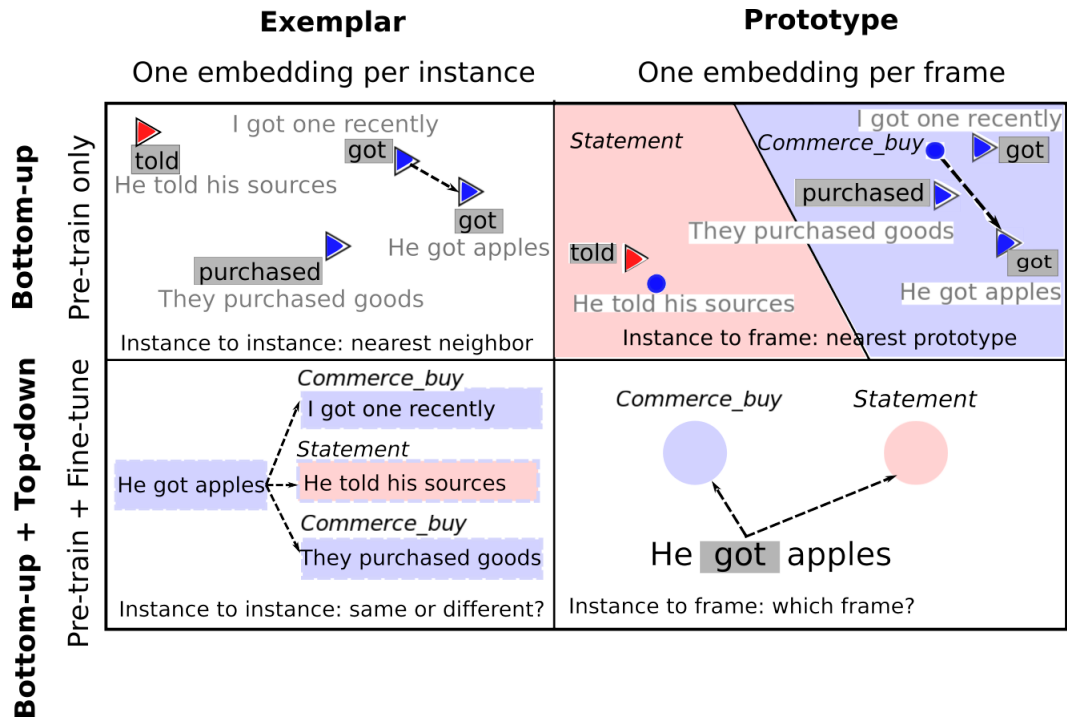 Exemplar
Prototype
One embedding per instance
One embedding per frame
Bottom-up
Pre-train only
I got one recently
got
told
He told his sources
got
He got apples
purchased
They purchased goods
Instance to instance: nearest neighbor
Statement
Commerce_buy
I got one recently
got
purchased
They purchased goods
told
got
He told his sources
He got apples
Instance to frame: nearest prototype
Bottom-up + Top-down
Pre-train + Fine-tune
Commerce_buy
I got one recently
Statement
He got apples
He told his sources
Commerce_buy
They purchased goods
Instance to instance: same or different?
Commerce_buy
Statement
He got apples
Instance to frame: which frame?